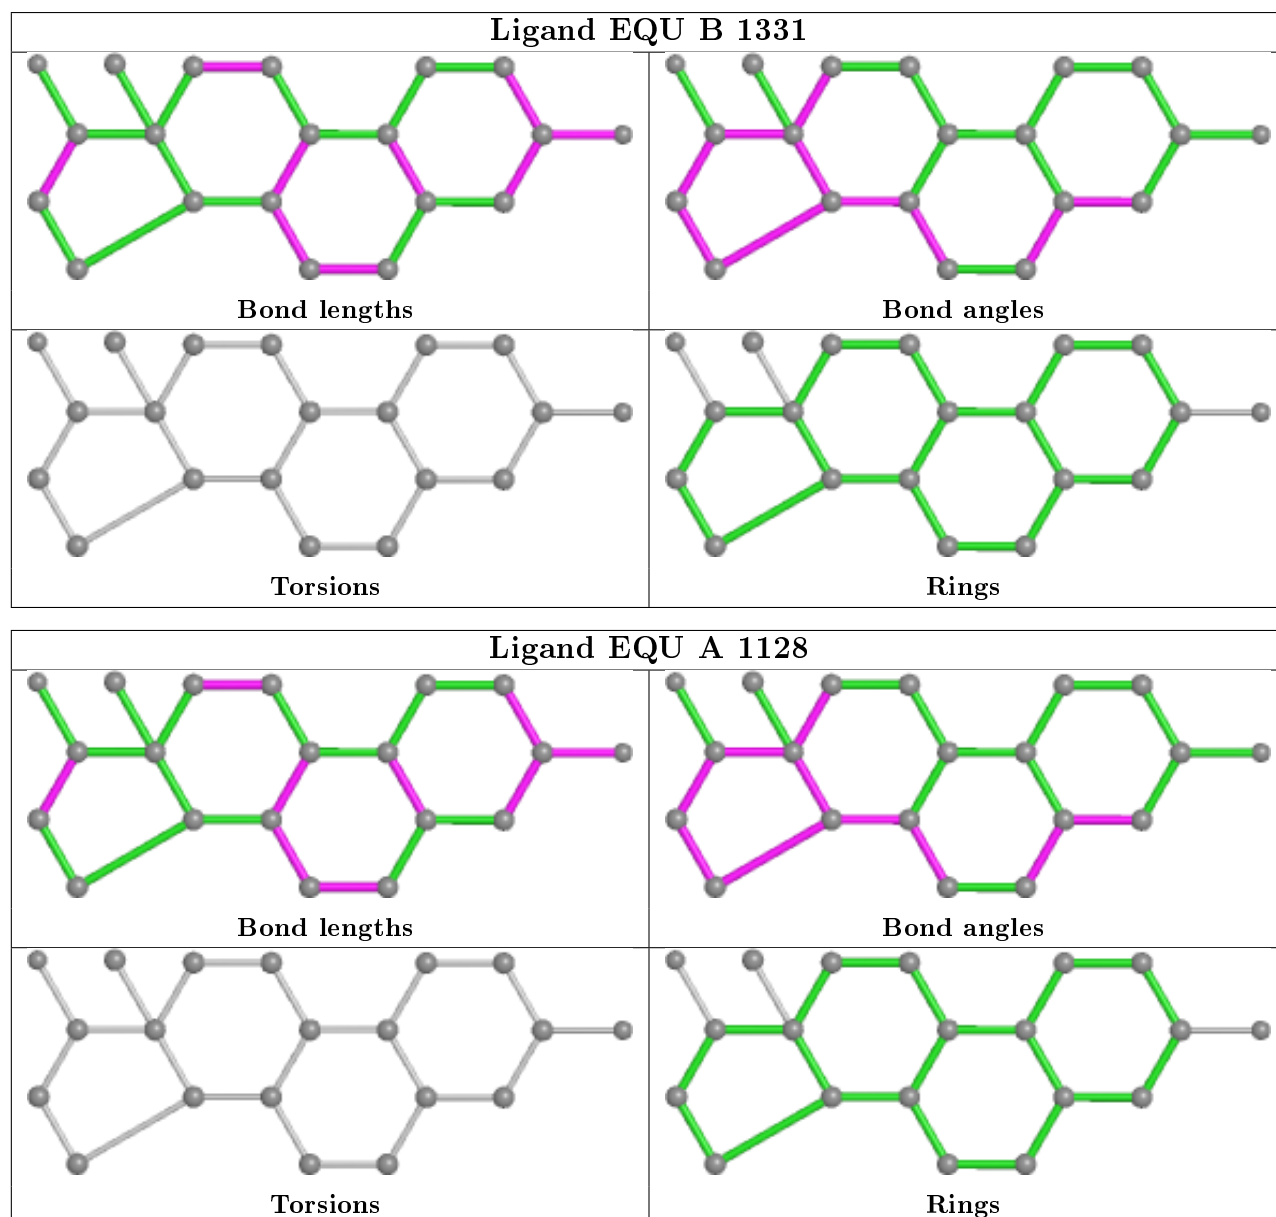 Ligand EQU B 1331
Bond lengths
Bond angles
Torsions
Rings
Ligand EQU A 1128
Bond lengths
Bond angles
Torsions
Rings